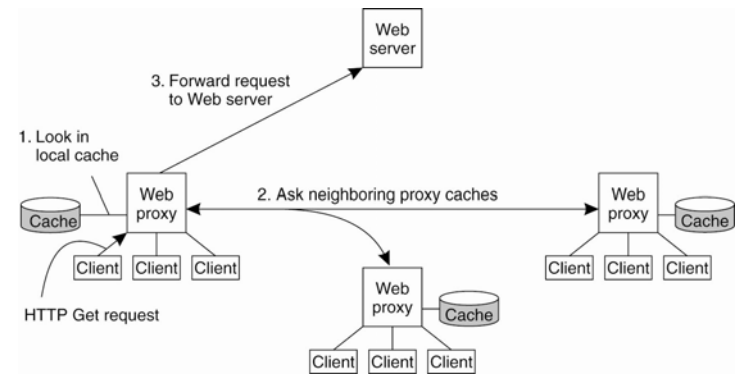 Web
server
3. Forward request
to Web server
1. Look in
local cache
Web
proxy
2. Ask neighboring proxy caches
Web
proxy
Cache
Cache
Client
Client
Client
Client
Client
Client
Web
proxy
HTTP Get request
Cache
Client
Client
Client